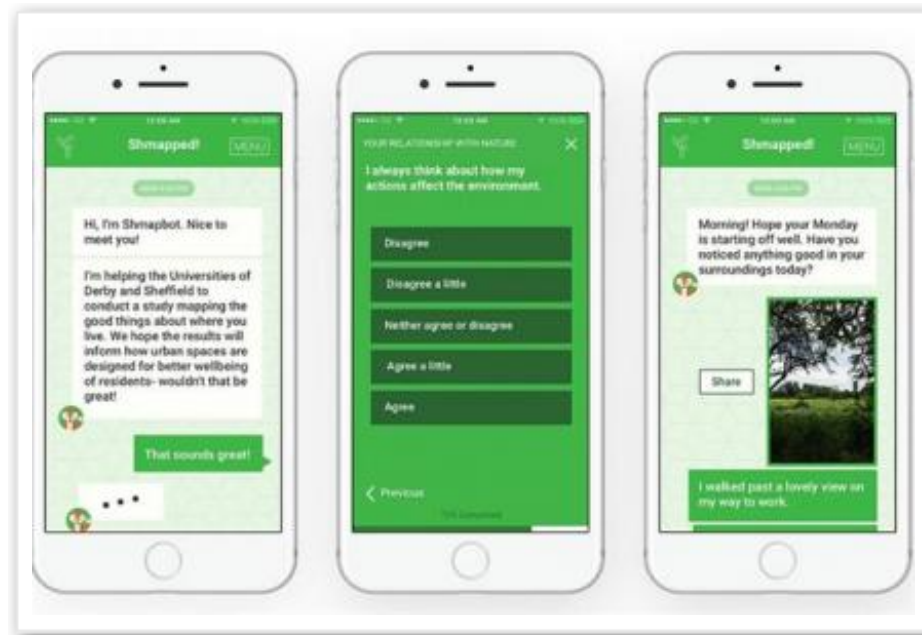 Shmapped!
MENU
Hi, I'm Shmapbot. Nice to
meet you!
I'm helping the Universities of
Derby and Sheffield to
conduct a study mapping the
good things about where you
live. We hope the results will
inform how urban spaces are
designed for better wellbeing
of residents- wouldn't that be
great!
That sounds great!
YOUR RELATIONSHIP WITH NATURE
I always think about how my
actions affect the environment.
Disagree
Disagree a little
Neither agree or disagree
Agree a little
Agree
Previous
Shmapped!
MENU
Morning! Hope your Monday
is starting off well. Have you
noticed anything good in your
surroundings today?
Share
I walked past a lovely view on
my way to work.